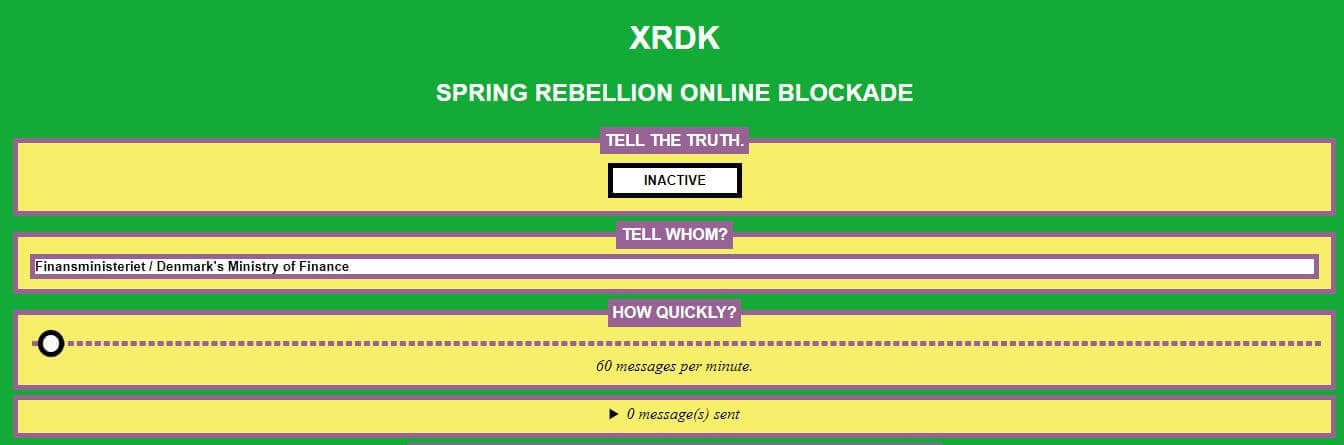 XRDK
SPRING REBELLION ONLINE BLOCKADE
TELL THE TRUTH.
INACTIVE
TELL WHOM?
Finansministeriet / Denmark's Ministry of Finance
HOW QUICKLY?
60 messages per minute.
0 message(s) sent